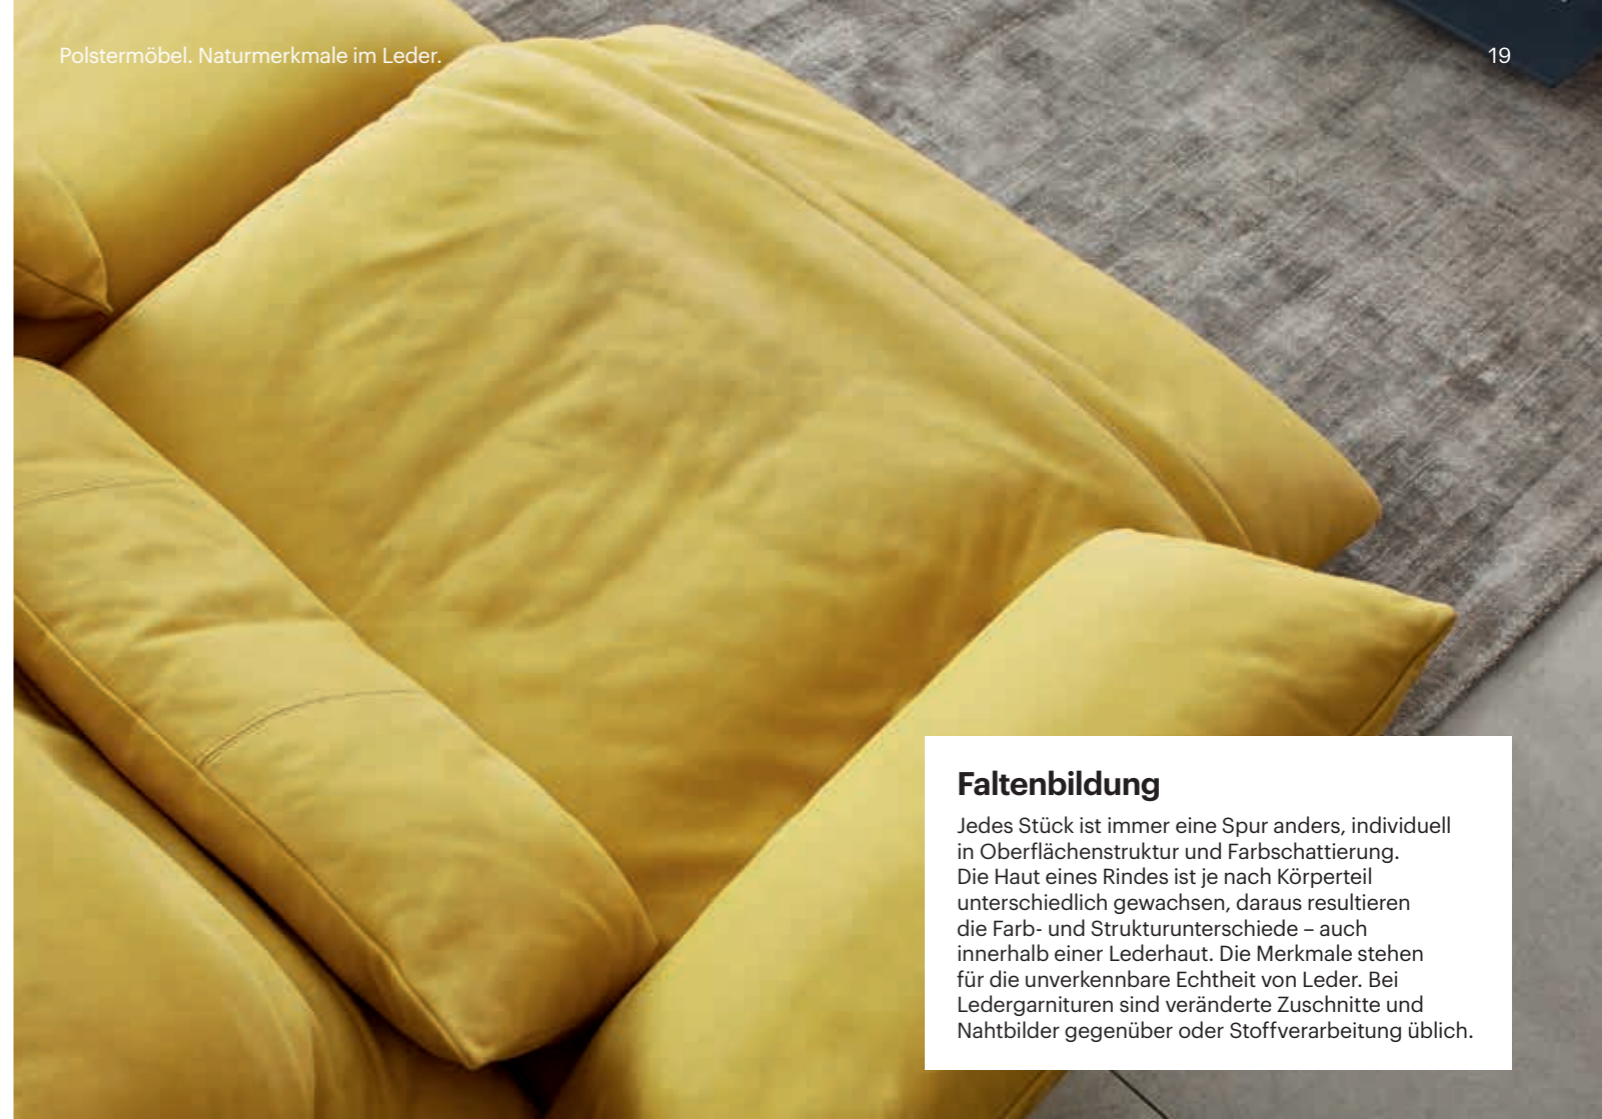 Polstermöbel. Naturmerkmale im Leder.
19
Faltenbildung
Jedes Stück ist immer eine Spur anders, individuell
in Oberflächenstruktur und Farbschattierung.
Die Haut eines Rindes ist je nach Körperteil
unterschiedlich gewachsen, daraus resultieren
die Farb- und Strukturunterschiede – auch
innerhalb einer Lederhaut. Die Merkmale stehen
für die unverkennbare Echtheit von Leder. Bei
Ledergarnituren sind veränderte Zuschnitte und
Nahtbilder gegenüber oder Stoffverarbeitung üblich.